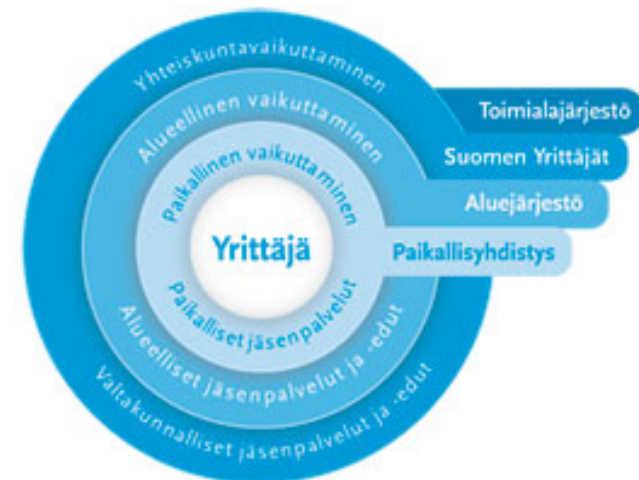 Yhteiskuntavaikuttaminen
Alueellinen vaikuttaminen
Paikallinen vaikuttaminen
Yrittäjä
Paikalliset jäsenpalvelut
Alueelliset jäsenpalvelut ja -edut
Valtakunnalliset jäsenpalvelut ja -edut
Toimialajärjestö
Suomen Yrittäjät
Aluejärjestö
Paikallisyhdistys